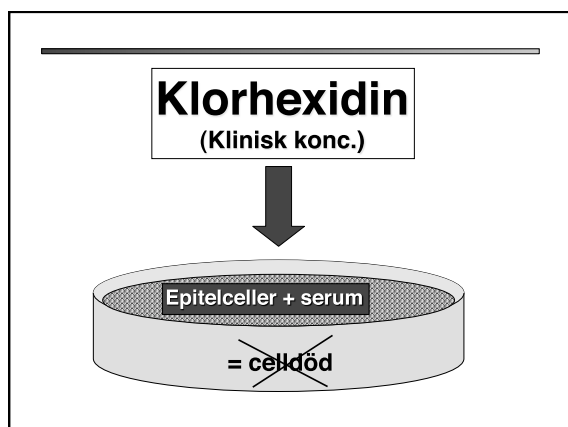 Klorhexidin
(Klinisk konc.)
Epitelceller + serum
= celldöd